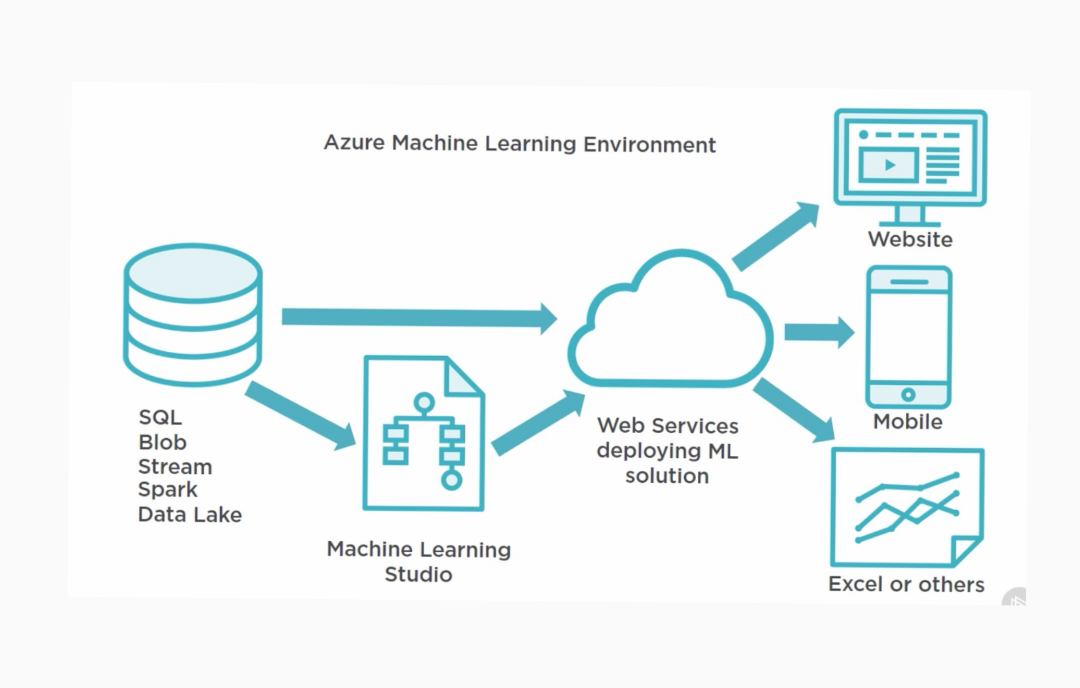 Azure Machine Learning Environment
Website
SQL
Blob
Stream
Spark
Data Lake
Machine Learning
Studio
Web Services
deploying ML
solution
Mobile
Excel or others